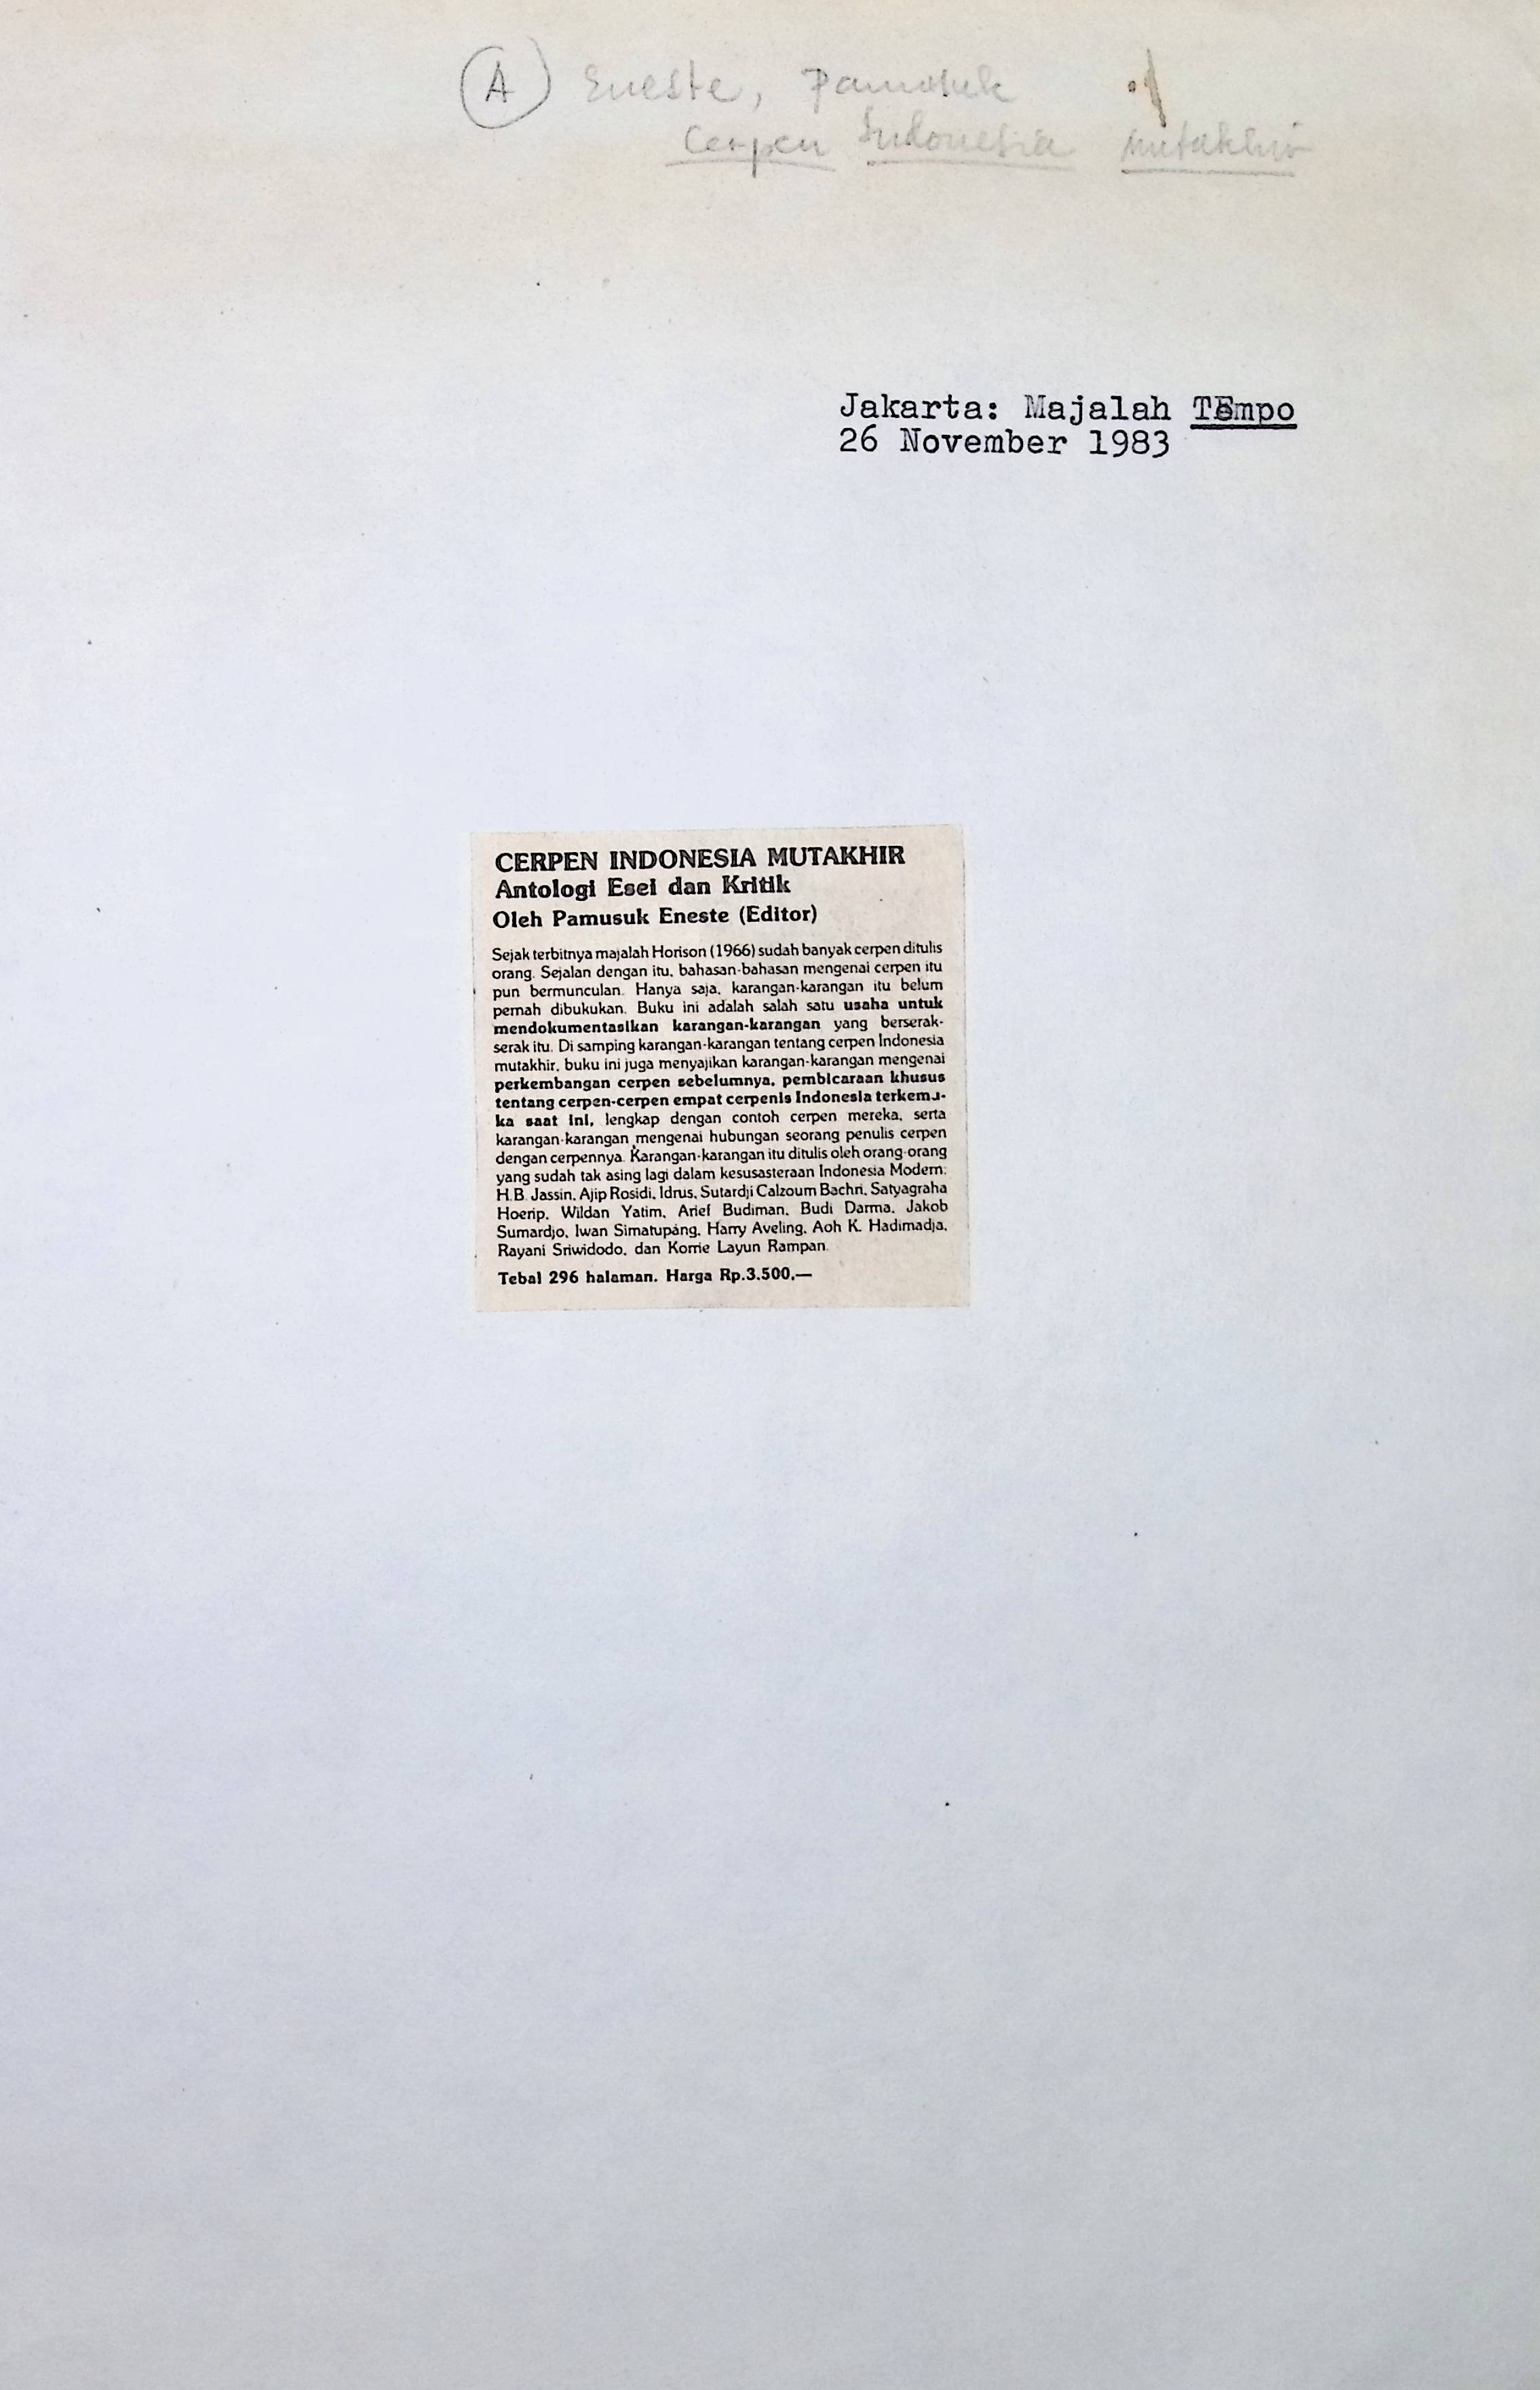 A Eneste, Pamusuk
Cerpen Indonesia Mutakhir
Jakarta: Majalah TEmpo
26 November 1983
CERPEN INDONESIA MUTAKHIR
Antologi Esei dan Kritik
Oleh Pamusuk Eneste (Editor)
Sejak terbitnya majalah Horison (1966) sudah banyak cerpen ditulis
orang. Sejalan dengan itu, bahasan-bahasan mengenai cerpen itu
pun bermunculan. Hanya saja, karangan-karangan itu belum
pernah dibukukan. Buku ini adalah salah satu usaha untuk
mendokumentasikan karangan-karangan yang berserak-
serak itu. Di samping karangan-karangan tentang cerpen Indonesia
mutakhir, buku ini juga menyajikan karangan-karangan mengenai
perkembangan cerpen sebelumnya, pembicaraan khusus
tentang cerpen-cerpen empat cerpenis Indonesia terkemu-
ka saat ini, lengkap dengan contoh cerpen mereka, serta
karangan-karangan mengenai hubungan seorang penulis cerpen
dengan cerpennya. Karangan-karangan itu ditulis oleh orang-orang
yang sudah tak asing lagi dalam kesusasteraan Indonesia Modern:
H.B. Jassin, Ajip Rosidi, Idrus, Sutardji Calzoum Bachri, Satyagraha
Hoerip, Wildan Yatim, Arief Budiman, Budi Darma, Jakob
Sumardjo, Iwan Simatupang, Harry Aveling, Aoh K. Hadimadja,
Rayani Sriwidodo, dan Korrie Layun Rampan.
Tebal 296 halaman. Harga Rp.3.500,—